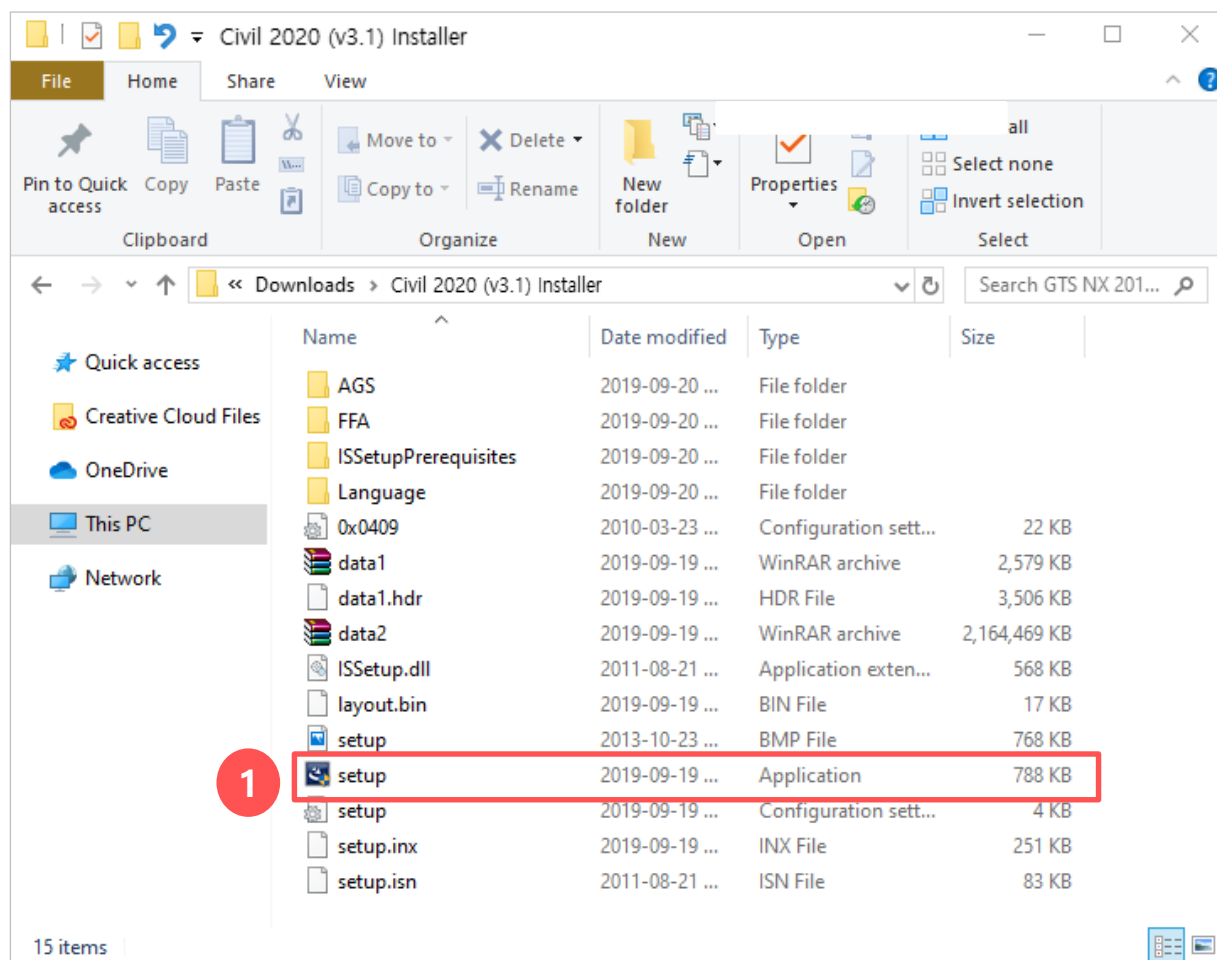 Civil 2020 (v3.1) Installer
File Home Share View
Pin to Quick access
Copy
Paste
Move to
Copy to
Delete
Rename
New folder
Properties
all
Select none
Invert selection
Clipboard Organize New Open Select
« Downloads > Civil 2020 (v3.1) Installer
Search GTS NX 201...
Quick access
Creative Cloud Files
OneDrive
This PC
Network
Name Date modified Type Size
AGS 2019-09-20 ... File folder
FFA 2019-09-20 ... File folder
ISSetupPrerequisites 2019-09-20 ... File folder
Language 2019-09-20 ... File folder
0x0409 2010-03-23 ... Configuration sett... 22 KB
data1 2019-09-19 ... WinRAR archive 2,579 KB
data1.hdr 2019-09-19 ... HDR File 3,506 KB
data2 2019-09-19 ... WinRAR archive 2,164,469 KB
ISSetup.dll 2011-08-21 ... Application exten... 568 KB
layout.bin 2019-09-19 ... BIN File 17 KB
setup 2013-10-23 ... BMP File 768 KB
1 setup 2019-09-19 ... Application 788 KB
setup 2019-09-19 ... Configuration sett... 4 KB
setup.inx 2019-09-19 ... INX File 251 KB
setup.isn 2011-08-21 ... ISN File 83 KB
15 items